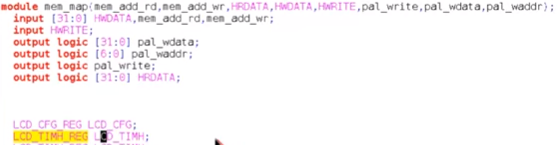 module mem_map(mem_add_rd,mem_add_wr,HRDATA,HWDATA,HWRITE,pal_write,pal_wdata,pal_waddr);
input [31:0] HWDATA,mem_add_rd,mem_add_wr;
input HWRITE;
output logic [31:0] pal_wdata;
output logic [6:0] pal_waddr;
output logic pal_write;
output logic [31:0] HRDATA;
LCD_CFG_REG LCD_CFG;
LCD_TIMH_REG LCD_TIMH;